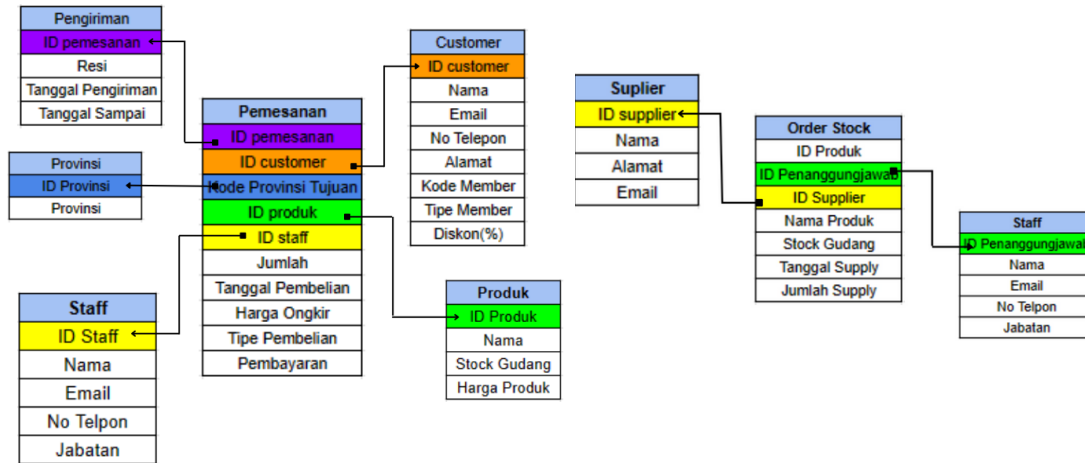 Pengiriman
ID pemesanan
Resi
Tanggal Pengiriman
Tanggal Sampai
Provinsi
ID Provinsi
Provinsi
Staff
ID Staff
Nama
Email
No Telpon
Jabatan
Pemesanan
ID pemesanan
ID customer
Kode Provinsi Tujuan
ID produk
ID staff
Jumlah
Tanggal Pembelian
Harga Ongkir
Tipe Pembelian
Pembayaran
Customer
ID customer
Nama
Email
No Telepon
Alamat
Kode Member
Tipe Member
Diskon(%)
Produk
ID Produk
Nama
Stock Gudang
Harga Produk
Suplier
ID supplier
Nama
Alamat
Email
Order Stock
ID Produk
ID Penanggungjawab
ID Supplier
Nama Produk
Stock Gudang
Tanggal Supply
Jumlah Supply
Staff
ID Penanggungjawab
Nama
Email
No Telpon
Jabatan